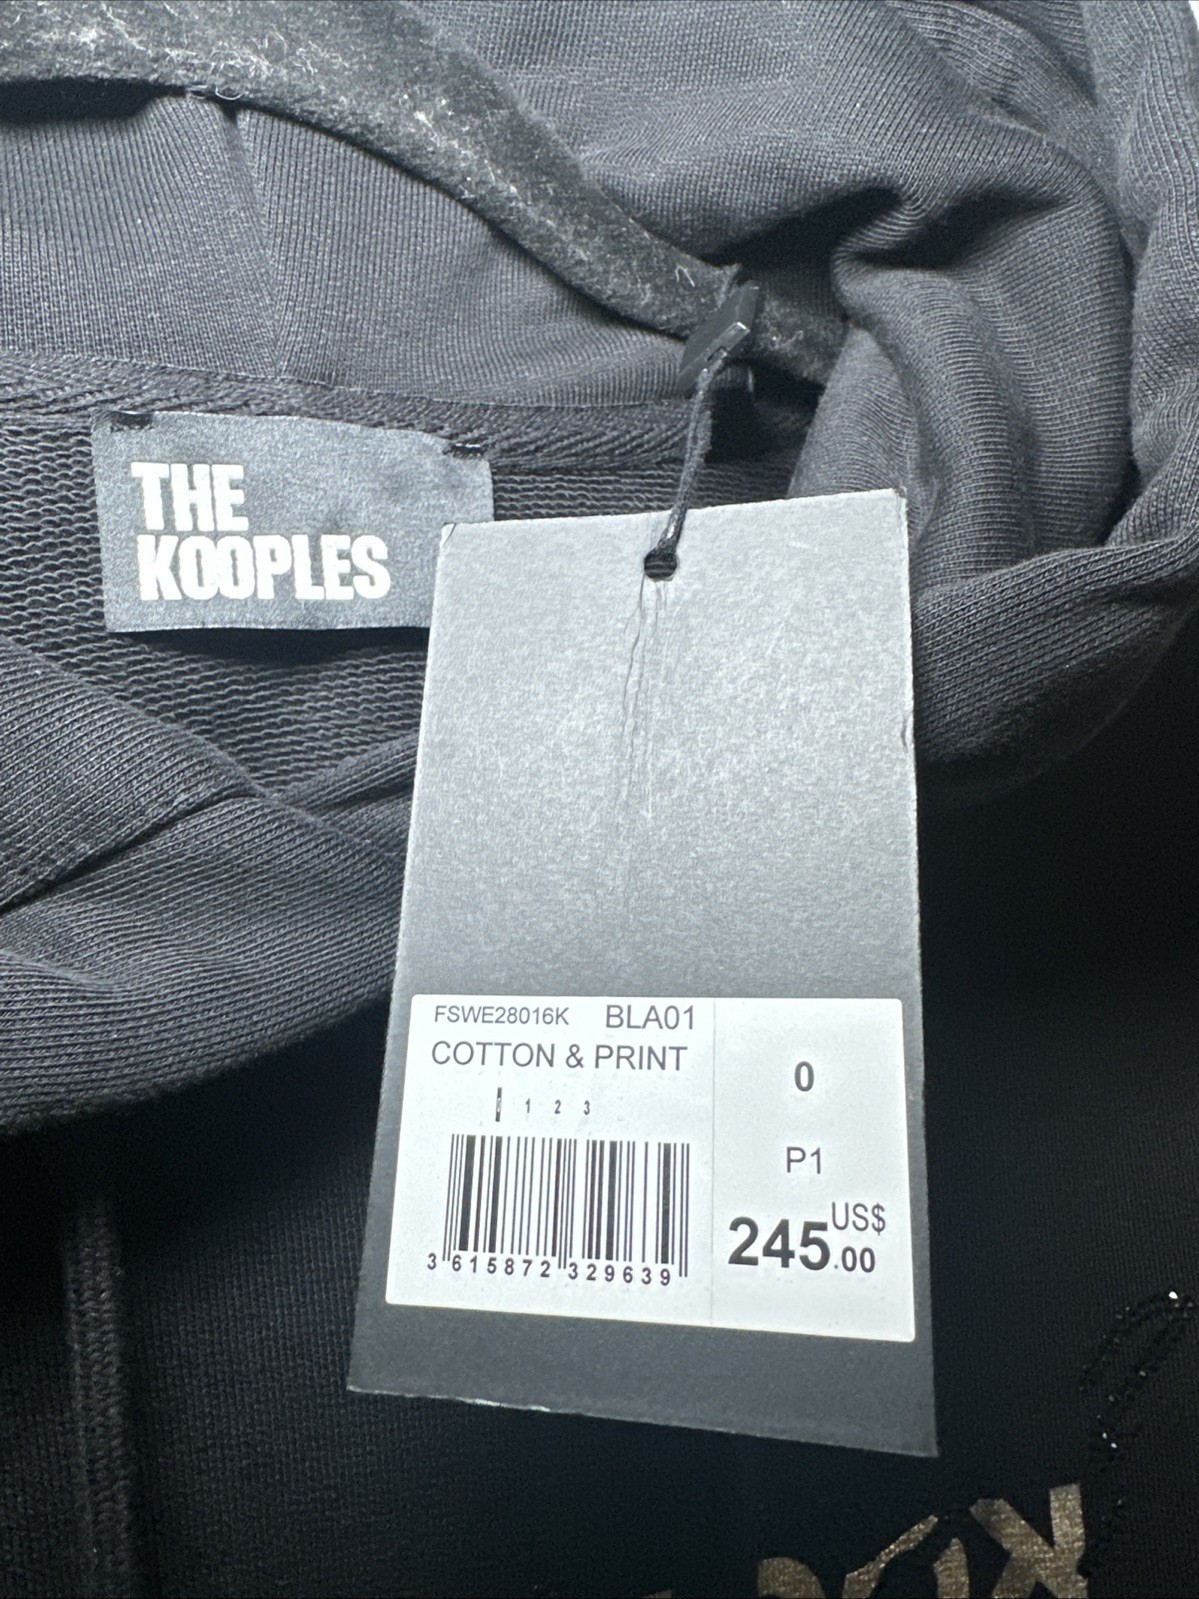 THE
KOOPLES
FSWE28016K BLA01
COTTON & PRINT
1 2 3
3 615872 329639
0
P1
245.00 US$